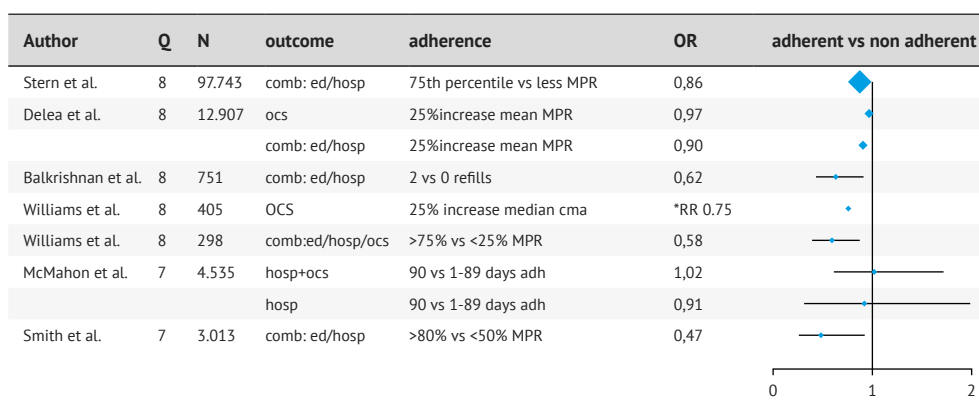 Author Q N outcome adherence OR adherent vs non adherent
Stern et al. 8 97.743 comb: ed/hosp 75th percentile vs less MPR 0,86
Delea et al. 8 12.907 ocs 25%increase mean MPR 0,97
comb: ed/hosp 25%increase mean MPR 0,90
Balkrishnan et al. 8 751 comb: ed/hosp 2 vs 0 refills 0,62
Williams et al. 8 405 OCS 25% increase median cma *RR 0.75
Williams et al. 8 298 comb:ed/hosp/ocs >75% vs <25% MPR 0,58
McMahon et al. 7 4.535 hosp+ocs 90 vs 1-89 days adh 1,02
hosp 90 vs 1-89 days adh 0,91
Smith et al. 7 3.013 comb: ed/hosp >80% vs <50% MPR 0,47
0 1 2